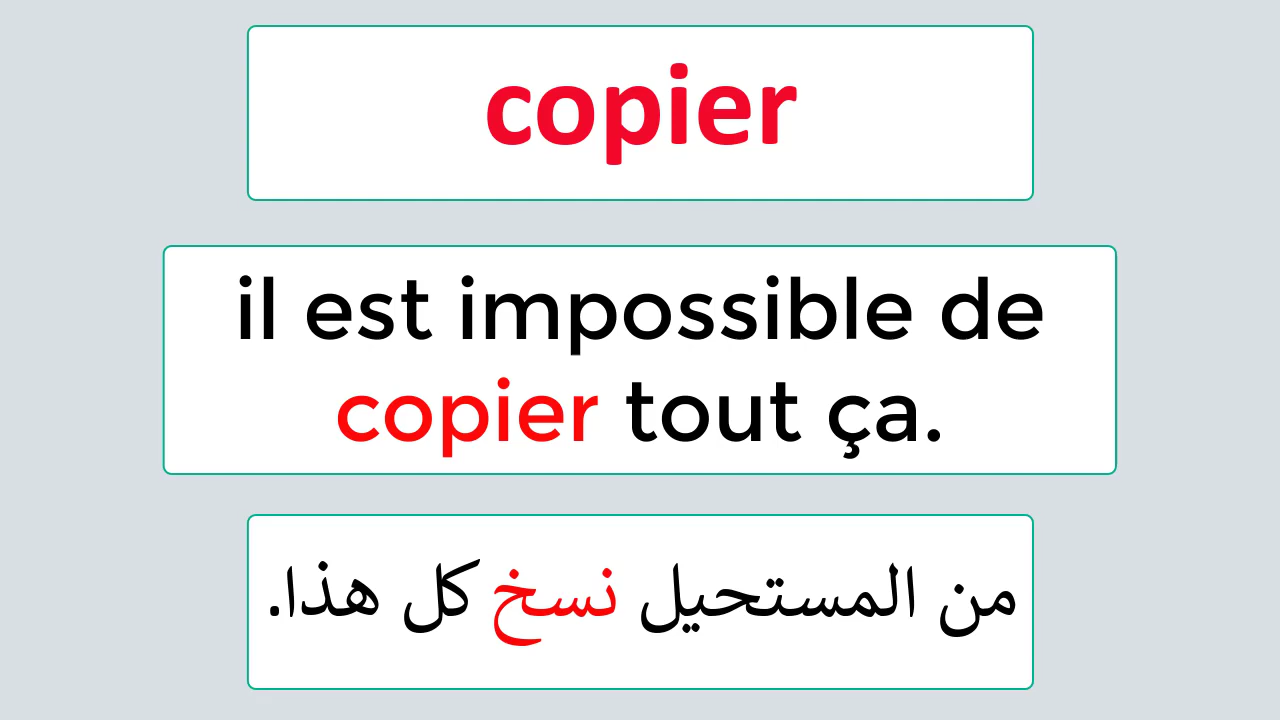 copier
il est impossible de
copier tout ça.
من المستحيل نسخ كل هذا.